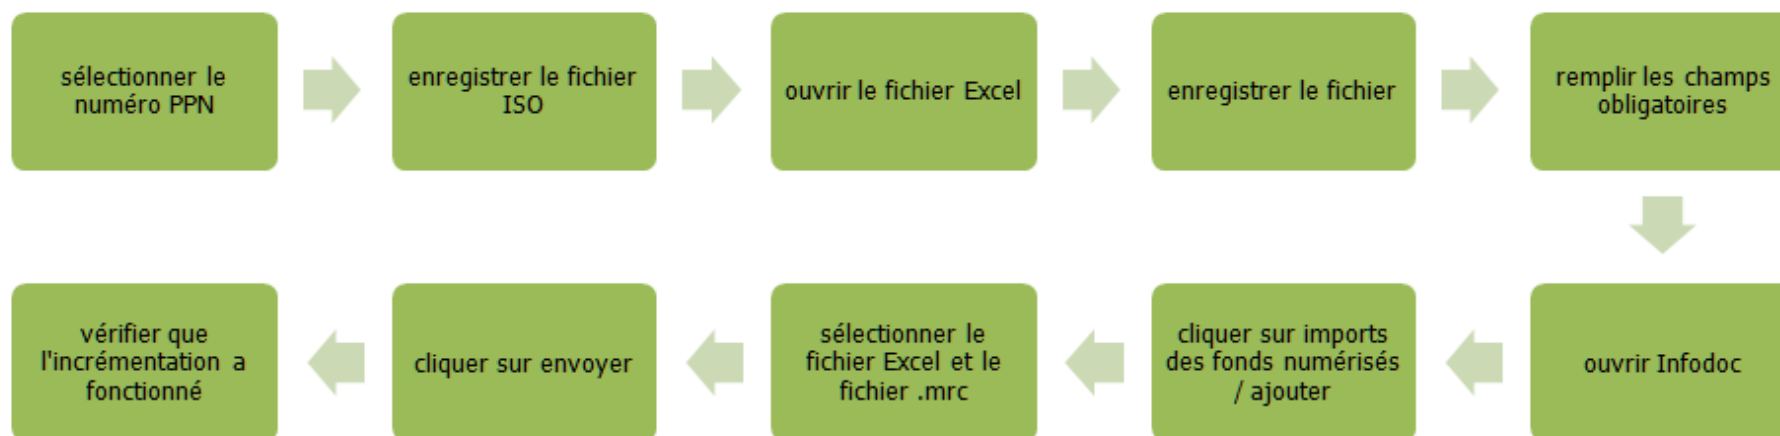 sélectionner le
numéro PPN
enregistrer le fichier
ISO
ouvrir le fichier Excel
enregistrer le fichier
remplir les champs
obligatoires
ouvrir Infodoc
cliquer sur imports
des fonds numérisés
/ ajouter
sélectionner le
fichier Excel et le
fichier .mrc
cliquer sur envoyer
vérifier que
l'incrémentation a
fonctionné